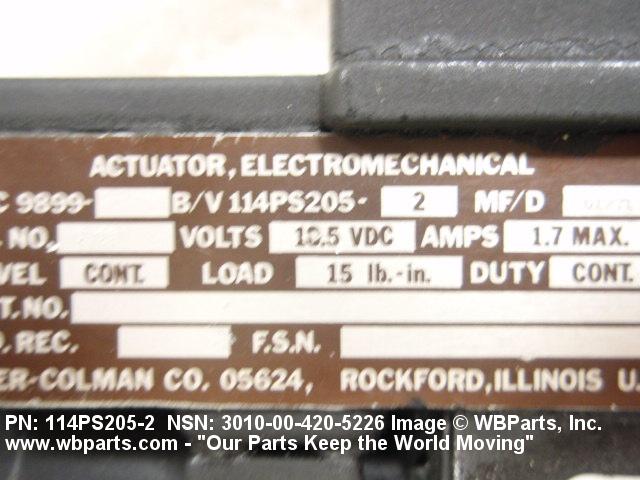 ACTUATOR, ELECTROMECHANICAL
C 9899- B/V 114PS205- 2 MF/D
NO. VOLTS 18.5 VDC AMPS 1.7 MAX.
VEL CONT. LOAD 15 lb.-in. DUTY CONT.
T. NO.
REC. F.S.N.
ER-COLMAN CO. 05624, ROCKFORD, ILLINOIS U.
PN: 114PS205-2 NSN: 3010-00-420-5226 Image © WBParts, Inc.
www.wbparts.com - "Our Parts Keep the World Moving"